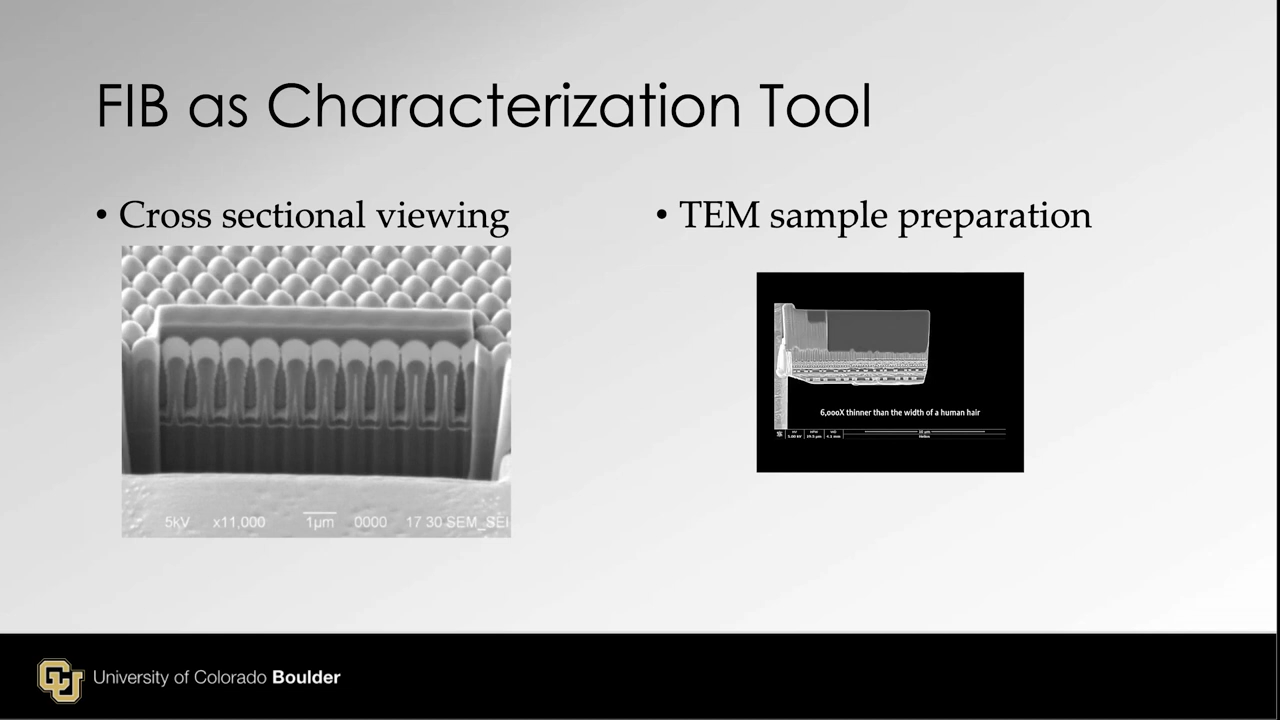 FIB as Characterization Tool
• Cross sectional viewing
• TEM sample preparation
5kV x11,000 1µm 0000 17 30 SEM_SEI
6,000X thinner than the width of a human hair
CU University of Colorado Boulder